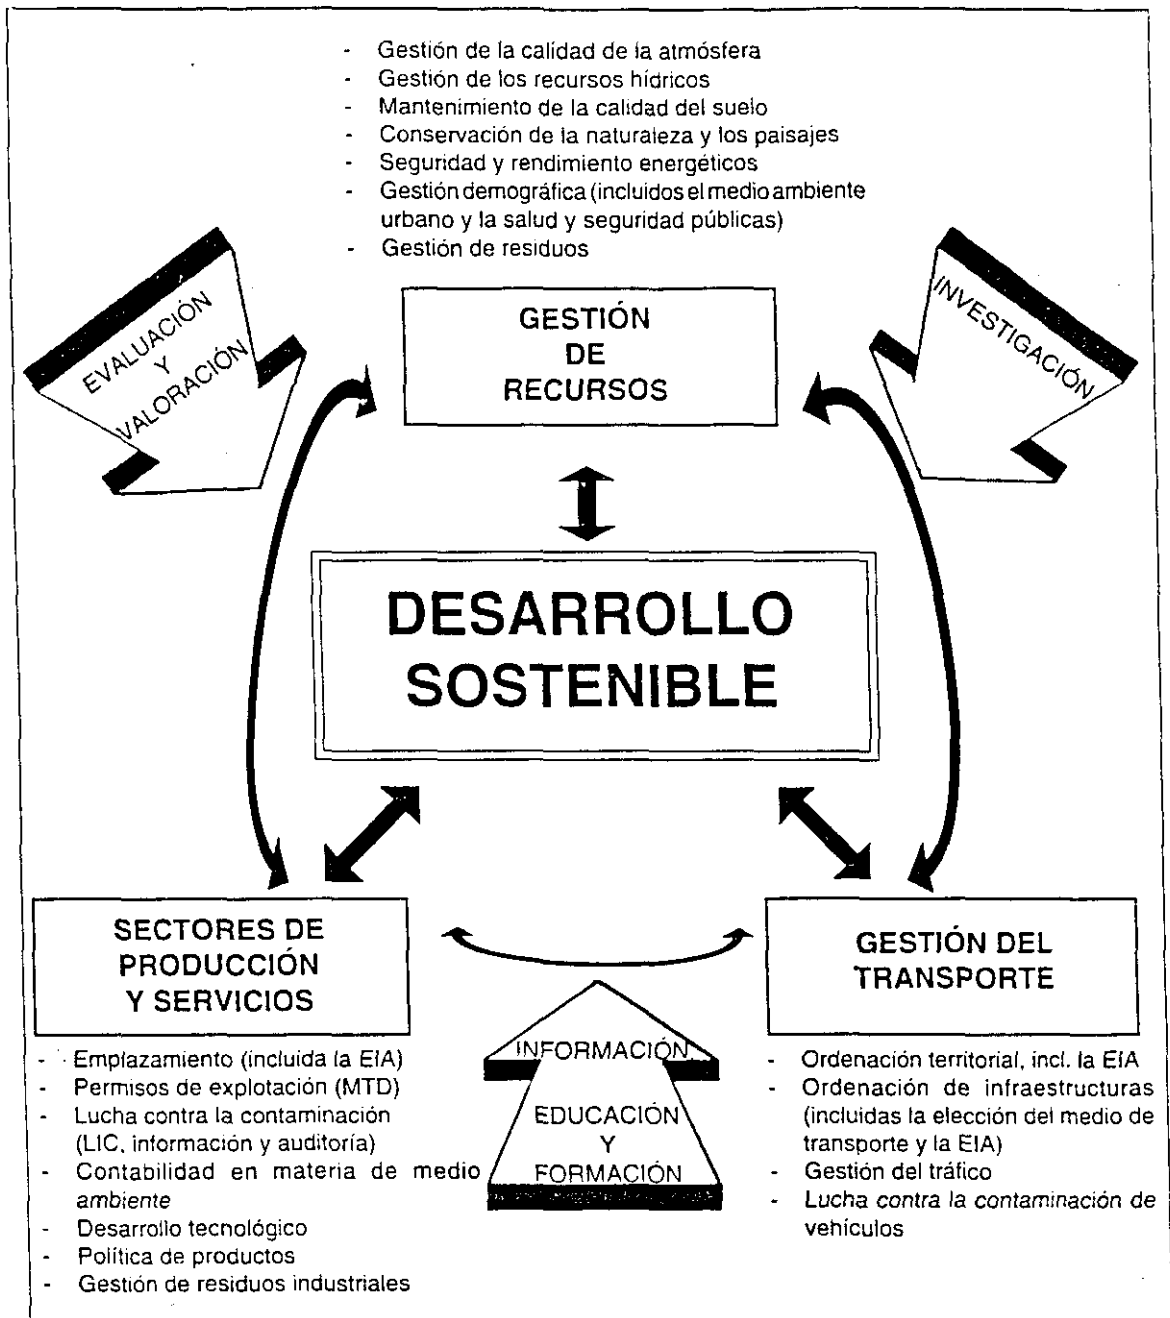 - Gestión de la calidad de la atmósfera
- Gestión de los recursos hídricos
- Mantenimiento de la calidad del suelo
- Conservación de la naturaleza y los paisajes
- Seguridad y rendimiento energéticos
- Gestión demográfica (incluidos el medio ambiente
urbano y la salud y seguridad públicas)
- Gestión de residuos
EVALUACIÓN
Y
VALORACIÓN
INVESTIGACIÓN
GESTIÓN
DE
RECURSOS
DESARROLLO
SOSTENIBLE
SECTORES DE
PRODUCCIÓN
Y SERVICIOS
- Emplazamiento (incluida la EIA)
- Permisos de explotación (MTD)
- Lucha contra la contaminación
(LIC, información y auditoría)
- Contabilidad en materia de medio
ambiente
- Desarrollo tecnológico
- Política de productos
- Gestión de residuos industriales
INFORMACIÓN
EDUCACIÓN
Y
FORMACIÓN
GESTIÓN DEL
TRANSPORTE
- Ordenación territorial, incl. la EIA
- Ordenación de infraestructuras
(incluidas la elección del medio de
transporte y la EIA)
- Gestión del tráfico
- Lucha contra la contaminación de
vehículos